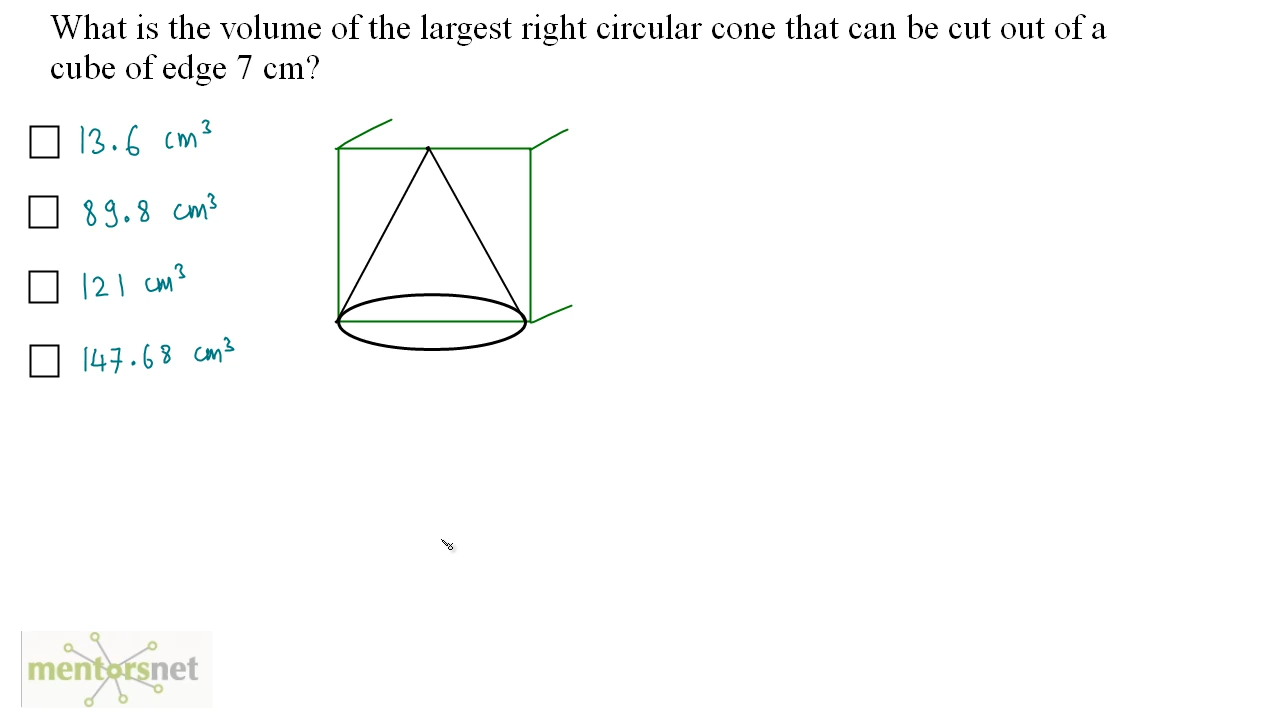 What is the volume of the largest right circular cone that can be cut out of a
cube of edge 7 cm?
13.6 cm³
89.8 cm³
121 cm³
147.68 cm³
mentorsnet